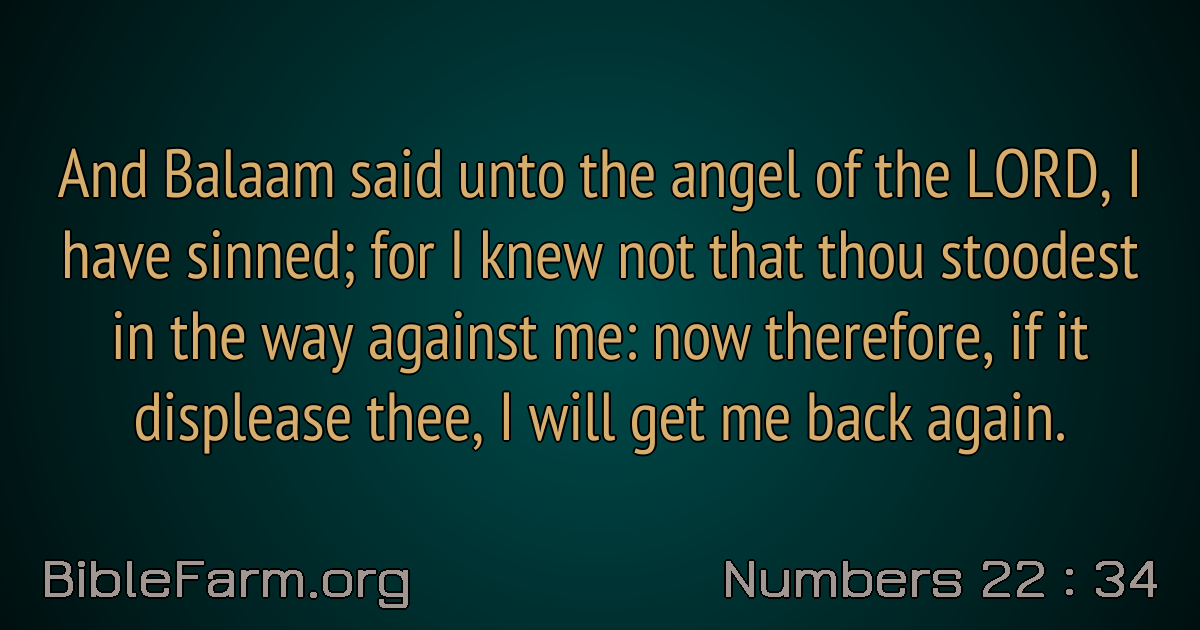 And Balaam said unto the angel of the LORD, I
have sinned; for I knew not that thou stoodest
in the way against me: now therefore, if it
displease thee, I will get me back again.
BibleFarm.org
Numbers 22 : 34